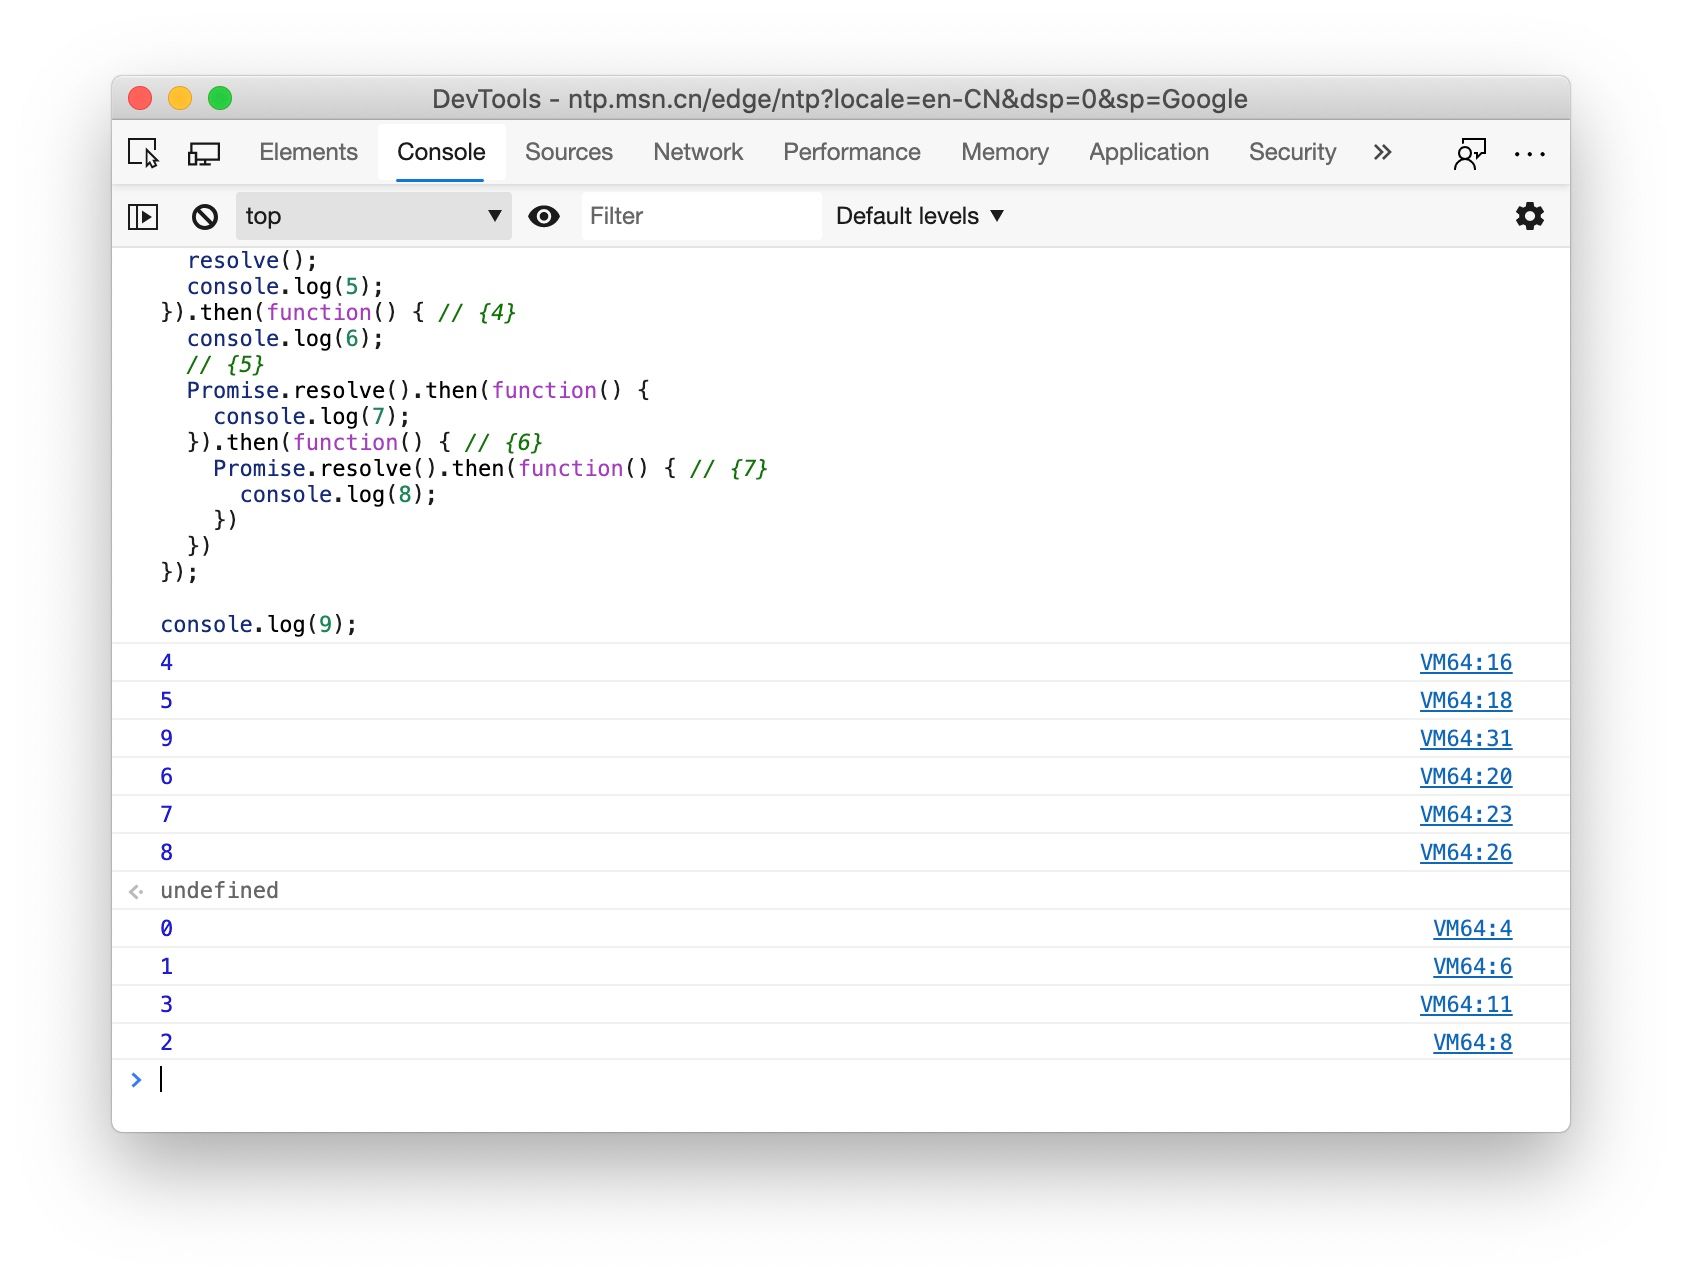 DevTools - ntp.msn.cn/edge/ntp?locale=en-CN&dsp=0&sp=Google
Elements Console Sources Network Performance Memory Application Security
top Filter Default levels
resolve();
console.log(5);
}).then(function() { // {4}
console.log(6);
// {5}
Promise.resolve().then(function() {
console.log(7);
}).then(function() { // {6}
Promise.resolve().then(function() { // {7}
console.log(8);
})
})
});
console.log(9);
4 VM64:16
5 VM64:18
9 VM64:31
6 VM64:20
7 VM64:23
8 VM64:26
undefined
0 VM64:4
1 VM64:6
3 VM64:11
2 VM64:8